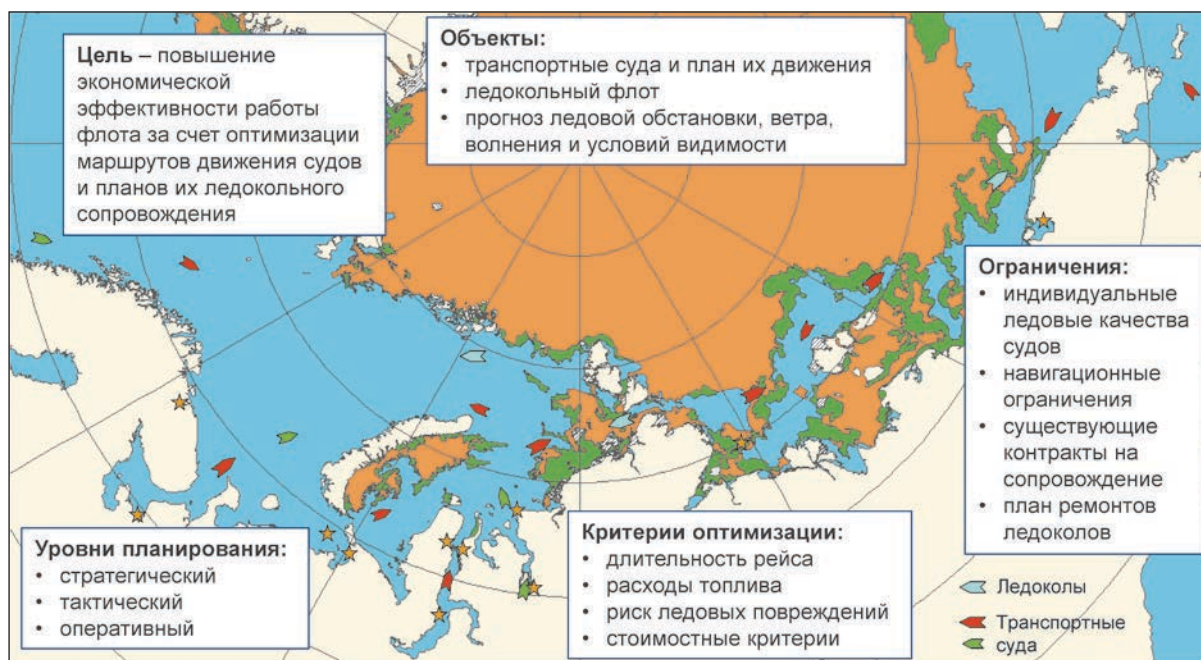 Цель – повышение
экономической
эффективности работы
флота за счет оптимизации
маршрутов движения судов
и планов их ледокольного
сопровождения
Объекты:
• транспортные суда и план их движения
• ледокольный флот
• прогноз ледовой обстановки, ветра,
волнения и условий видимости
Ограничения:
• индивидуальные
ледовые качества
судов
• навигационные
ограничения
• существующие
контракты на
сопровождение
• план ремонтов
ледоколов
Уровни планирования:
• стратегический
• тактический
• оперативный
Критерии оптимизации:
• длительность рейса
• расходы топлива
• риск ледовых повреждений
• стоимостные критерии
Ледоколы
Транспортные
суда